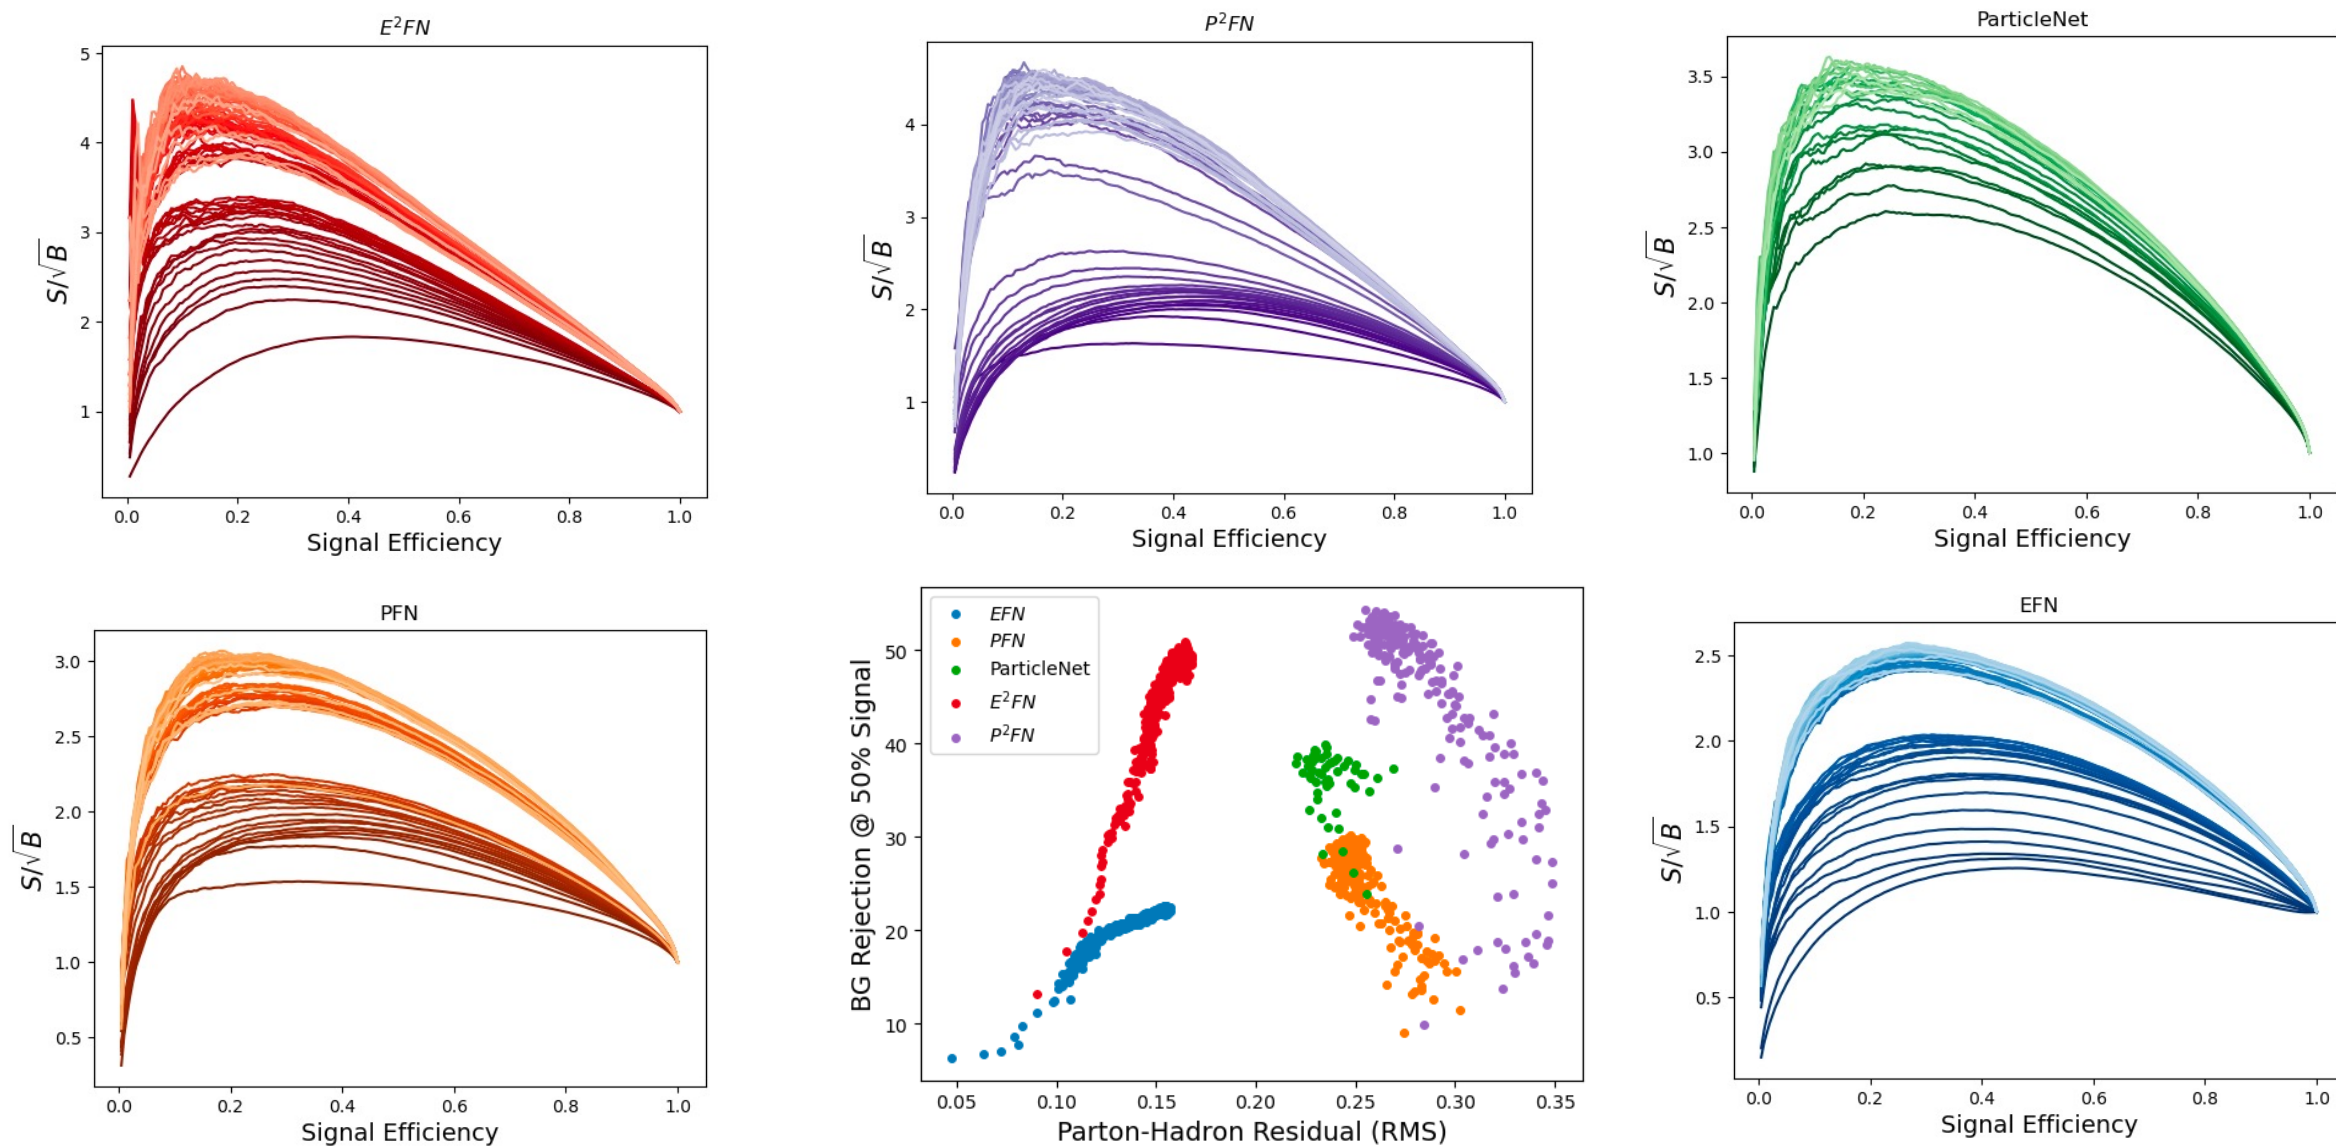 E²FN
5
4
3
2
1
S/√B
0.0 0.2 0.4 0.6 0.8 1.0
Signal Efficiency
P²FN
4
3
2
1
S/√B
0.0 0.2 0.4 0.6 0.8 1.0
Signal Efficiency
ParticleNet
3.5
3.0
2.5
2.0
1.5
1.0
S/√B
0.0 0.2 0.4 0.6 0.8 1.0
Signal Efficiency
PFN
3.0
2.5
2.0
1.5
1.0
0.5
S/√B
0.0 0.2 0.4 0.6 0.8 1.0
Signal Efficiency
EFN
PFN
ParticleNet
E²FN
P²FN
50
40
30
20
10
BG Rejection @ 50% Signal
0.05 0.10 0.15 0.20 0.25 0.30 0.35
Parton-Hadron Residual (RMS)
EFN
2.5
2.0
1.5
1.0
0.5
S/√B
0.0 0.2 0.4 0.6 0.8 1.0
Signal Efficiency